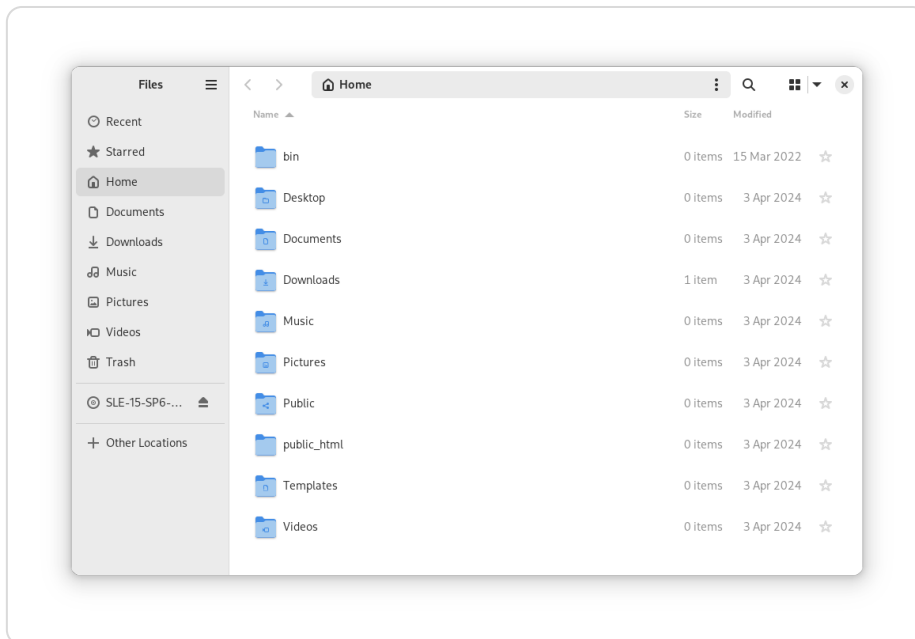 Files
Home
Name Size Modified
Recent
Starred
Home
Documents
Downloads
Music
Pictures
Videos
Trash
SLE-15-SP6-...
Other Locations
bin 0 items 15 Mar 2022
Desktop 0 items 3 Apr 2024
Documents 0 items 3 Apr 2024
Downloads 1 item 3 Apr 2024
Music 0 items 3 Apr 2024
Pictures 0 items 3 Apr 2024
Public 0 items 3 Apr 2024
public_html 0 items 3 Apr 2024
Templates 0 items 3 Apr 2024
Videos 0 items 3 Apr 2024